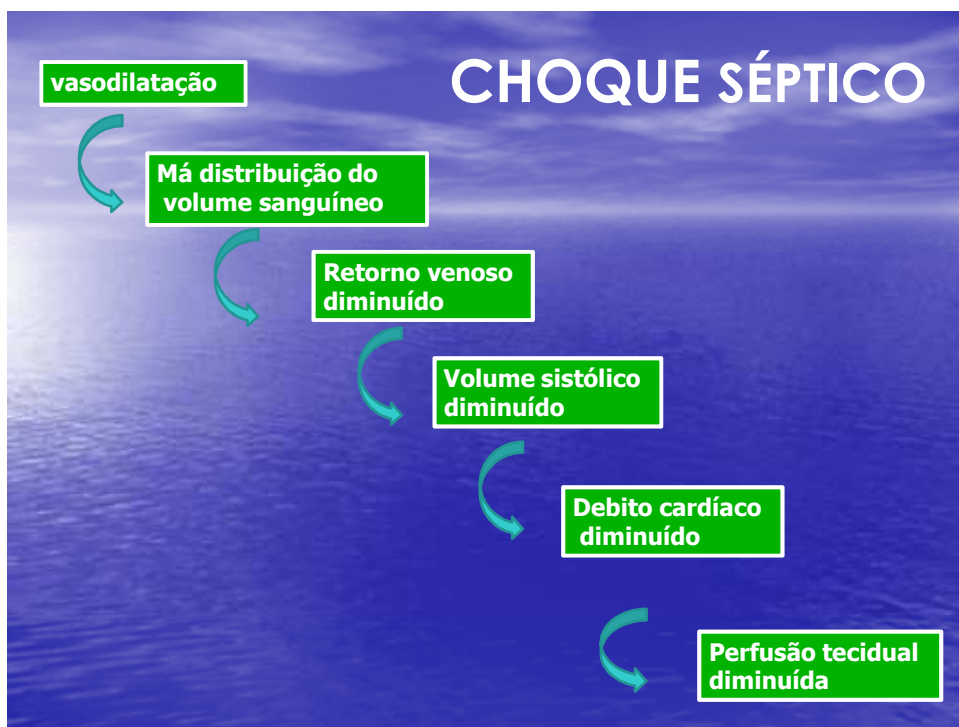 CHOQUE SÉPTICO
vasodilatação
Má distribuição do
volume sanguíneo
Retorno venoso
diminuído
Volume sistólico
diminuído
Debito cardíaco
diminuído
Perfusão tecidual
diminuída